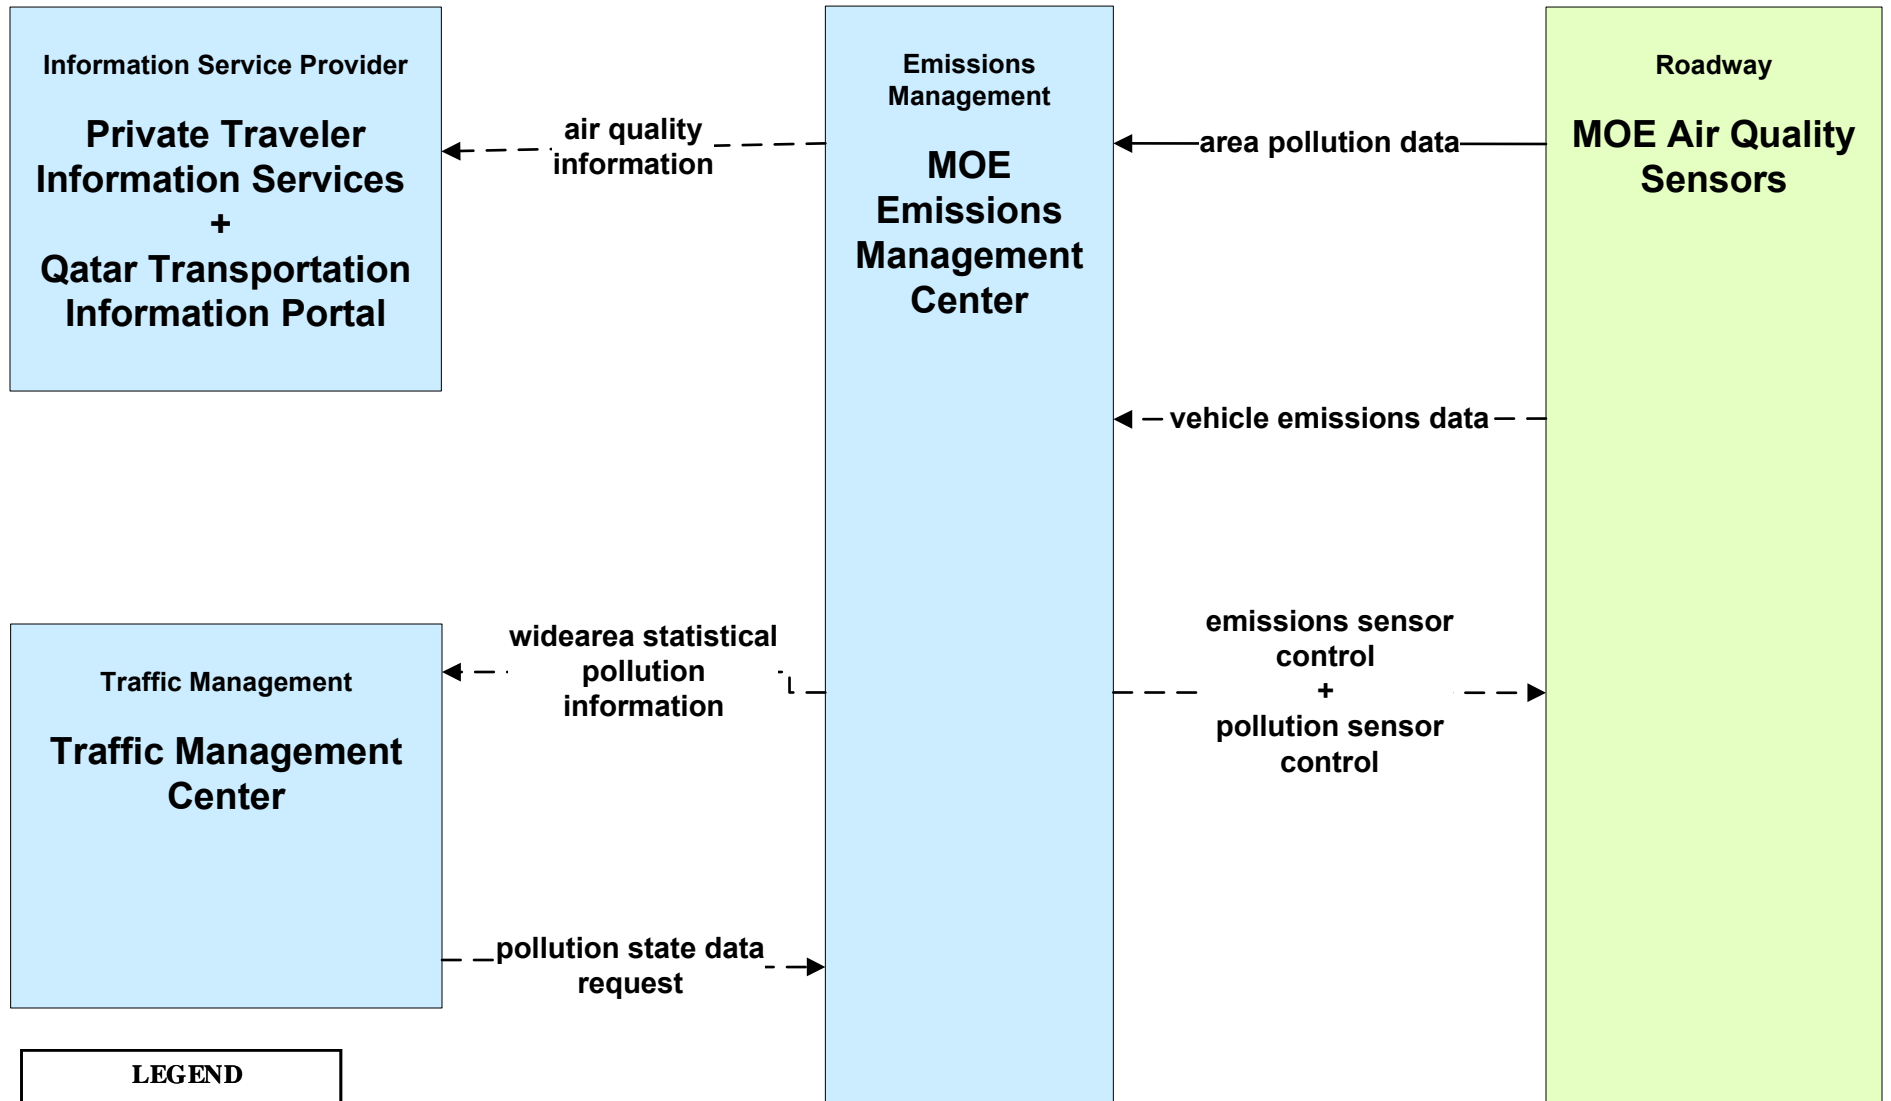 Information Service Provider
Private Traveler
Information Services
+
Qatar Transportation
Information Portal
air quality
information
Emissions
Management
MOE
Emissions
Management
Center
area pollution data
Roadway
MOE Air Quality
Sensors
vehicle emissions data
Traffic Management
Traffic Management
Center
widearea statistical
pollution
information
emissions sensor
control
+
pollution sensor
control
pollution state data
request
LEGEND